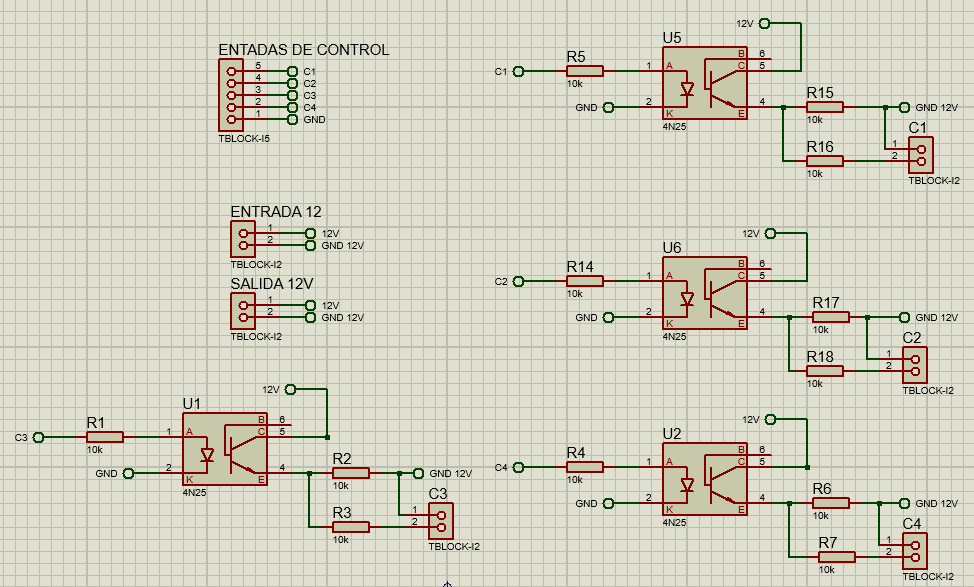 ENTADAS DE CONTROL
5 C1
4 C2
3 C3
2 C4
1 GND
TBLOCK-I5
ENTRADA 12
1 12V
2 GND 12V
TBLOCK-I2
SALIDA 12V
1 12V
2 GND 12V
TBLOCK-I2
12V
U5
B 6
R5
C1 1 A C 5
10k
R15
GND 2 K E 4 GND 12V
10k
4N25
C1
R16
1
2
10k
TBLOCK-I2
12V
U6
B 6
R14
C2 1 A C 5
10k
R17
GND 2 K E 4 GND 12V
10k
4N25
C2
R18
1
2
10k
TBLOCK-I2
12V
U1
B 6
R1
C3 1 A C 5
10k
R2
GND 2 K E 4 GND 12V
10k
4N25
C3
R3
1
2
10k
TBLOCK-I2
12V
U2
B 6
R4
C4 1 A C 5
10k
R6
GND 2 K E 4 GND 12V
10k
4N25
C4
R7
1
2
10k
TBLOCK-I2